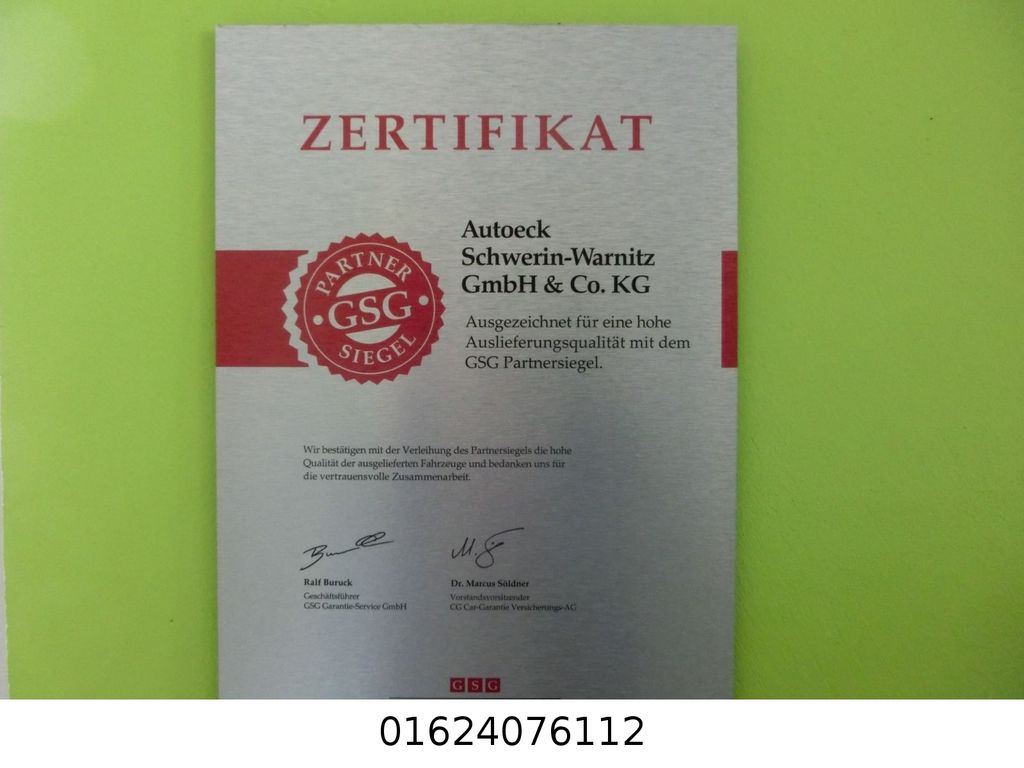 ZERTIFIKAT
Autoeck
Schwerin-Warnitz
GmbH & Co. KG
PARTNER
GSG
SIEGEL
Ausgezeichnet für eine hohe
Auslieferungsqualität mit dem
GSG Partnersiegel.
Wir bestätigen mit der Verleihung des Partnersiegels die hohe
Qualität der ausgelieferten Fahrzeuge und bedanken uns für
die vertrauensvolle Zusammenarbeit.
Ralf Buruck
Geschäftsführer
GSG Garantie-Service GmbH
Dr. Marcus Söldner
Vorstandsvorsitzender
CG Car-Garantie Versicherungs-AG
GSG
01624076112